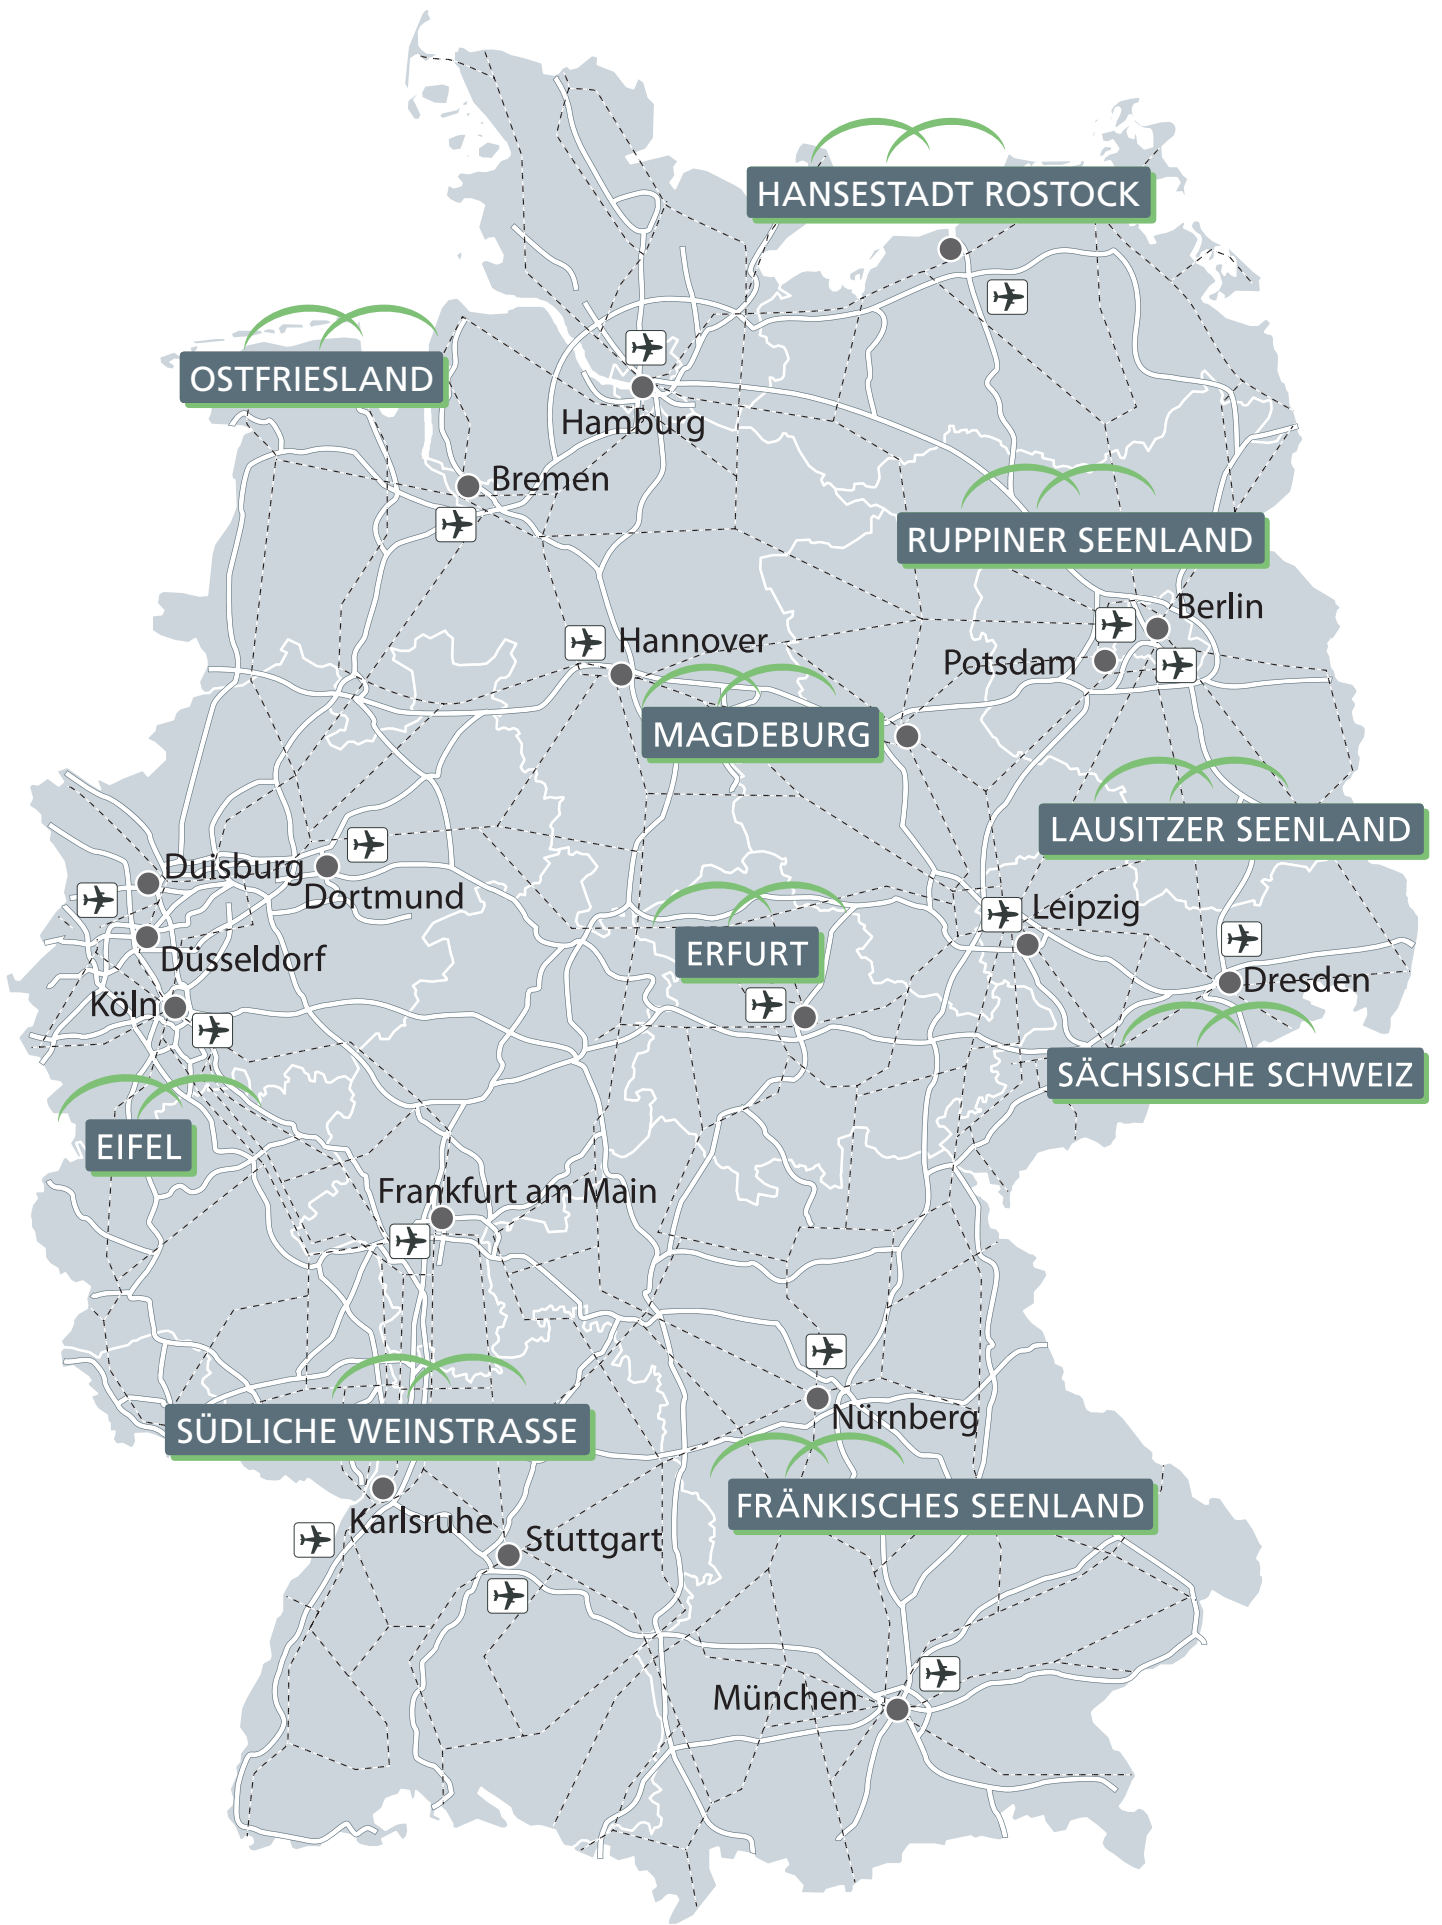 HANSESTADT ROSTOCK
OSTFRIESLAND
Hamburg
Bremen
RUPPINER SEENLAND
Berlin
Hannover
Potsdam
MAGDEBURG
LAUSITZER SEENLAND
Duisburg
Dortmund
Leipzig
ERFURT
Düsseldorf
Dresden
Köln
SÄCHSISCHE SCHWEIZ
EIFEL
Frankfurt am Main
Nürnberg
SÜDLICHE WEINSTRASSE
FRÄNKISCHES SEENLAND
Karlsruhe
Stuttgart
München